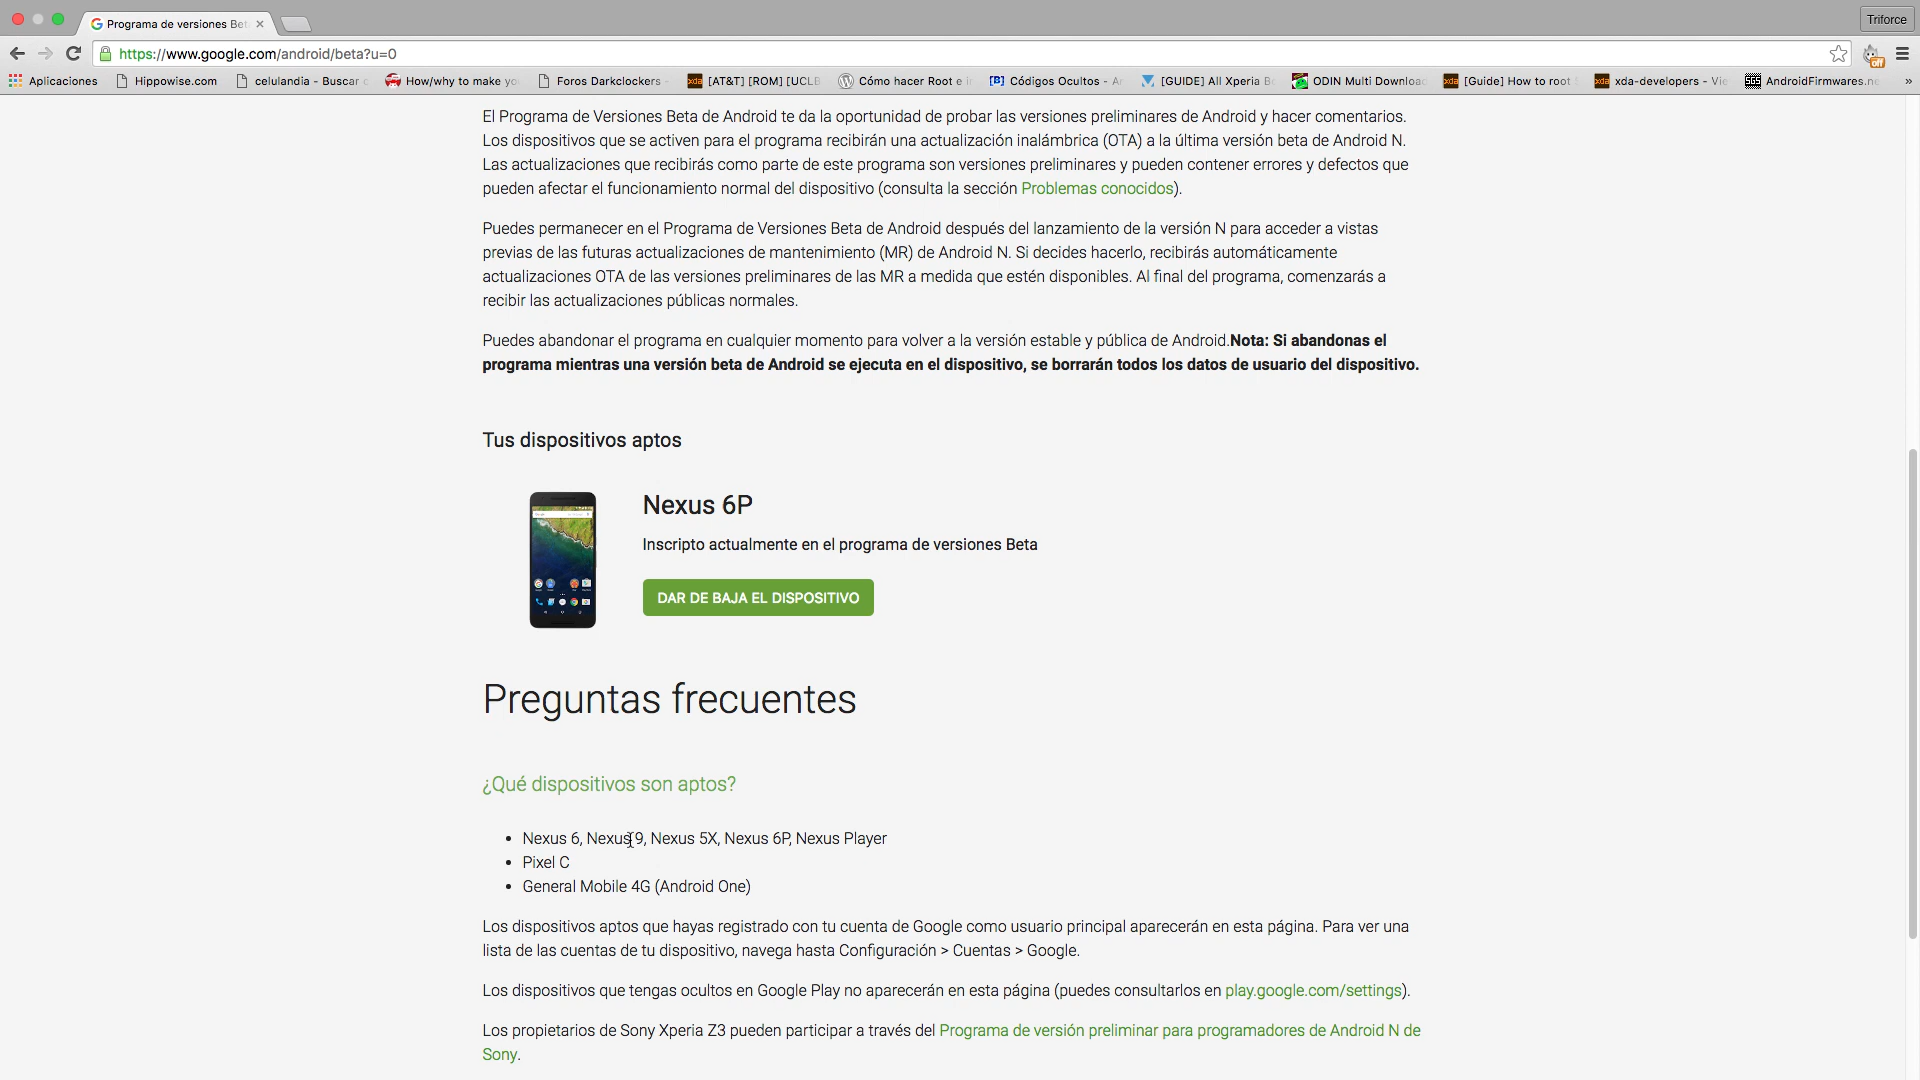 Programa de versiones Bet
Triforce
https://www.google.com/android/beta?u=0
Aplicaciones Hippowise.com celulandia - Buscar How/why to make yo Foros Darkclockers - [AT&T] [ROM] [UCLB Cómo hacer Root e in [B] Códigos Ocultos - An [GUIDE] All Xperia Bo ODIN Multi Downloa [Guide] How to root xda-developers - Vie AndroidFirmwares.ne »
El Programa de Versiones Beta de Android te da la oportunidad de probar las versiones preliminares de Android y hacer comentarios.
Los dispositivos que se activen para el programa recibirán una actualización inalámbrica (OTA) a la última versión beta de Android N.
Las actualizaciones que recibirás como parte de este programa son versiones preliminares y pueden contener errores y defectos que
pueden afectar el funcionamiento normal del dispositivo (consulta la sección Problemas conocidos).
Puedes permanecer en el Programa de Versiones Beta de Android después del lanzamiento de la versión N para acceder a vistas
previas de las futuras actualizaciones de mantenimiento (MR) de Android N. Si decides hacerlo, recibirás automáticamente
actualizaciones OTA de las versiones preliminares de las MR a medida que estén disponibles. Al final del programa, comenzarás a
recibir las actualizaciones públicas normales.
Puedes abandonar el programa en cualquier momento para volver a la versión estable y pública de Android.Nota: Si abandonas el
programa mientras una versión beta de Android se ejecuta en el dispositivo, se borrarán todos los datos de usuario del dispositivo.
Tus dispositivos aptos
Nexus 6P
Inscripto actualmente en el programa de versiones Beta
DAR DE BAJA EL DISPOSITIVO
Preguntas frecuentes
¿Qué dispositivos son aptos?
• Nexus 6, Nexus 9, Nexus 5X, Nexus 6P, Nexus Player
• Pixel C
• General Mobile 4G (Android One)
Los dispositivos aptos que hayas registrado con tu cuenta de Google como usuario principal aparecerán en esta página. Para ver una
lista de las cuentas de tu dispositivo, navega hasta Configuración > Cuentas > Google.
Los dispositivos que tengas ocultos en Google Play no aparecerán en esta página (puedes consultarlos en play.google.com/settings).
Los propietarios de Sony Xperia Z3 pueden participar a través del Programa de versión preliminar para programadores de Android N de
Sony.